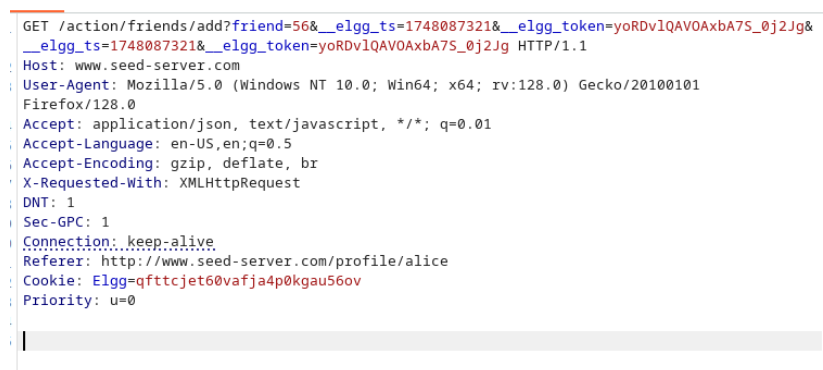 GET /action/friends/add?friend=56&__elgg_ts=1748087321&__elgg_token=yoRDvlQAVOAxbA7S_0j2Jg&
__elgg_ts=1748087321&__elgg_token=yoRDvlQAVOAxbA7S_0j2Jg HTTP/1.1
Host: www.seed-server.com
User-Agent: Mozilla/5.0 (Windows NT 10.0; Win64; x64; rv:128.0) Gecko/20100101
Firefox/128.0
Accept: application/json, text/javascript, */*; q=0.01
Accept-Language: en-US,en;q=0.5
Accept-Encoding: gzip, deflate, br
X-Requested-With: XMLHttpRequest
DNT: 1
Sec-GPC: 1
Connection: keep-alive
Referer: http://www.seed-server.com/profile/alice
Cookie: Elgg=qfttcjet60vafja4p0kgau56ov
Priority: u=0